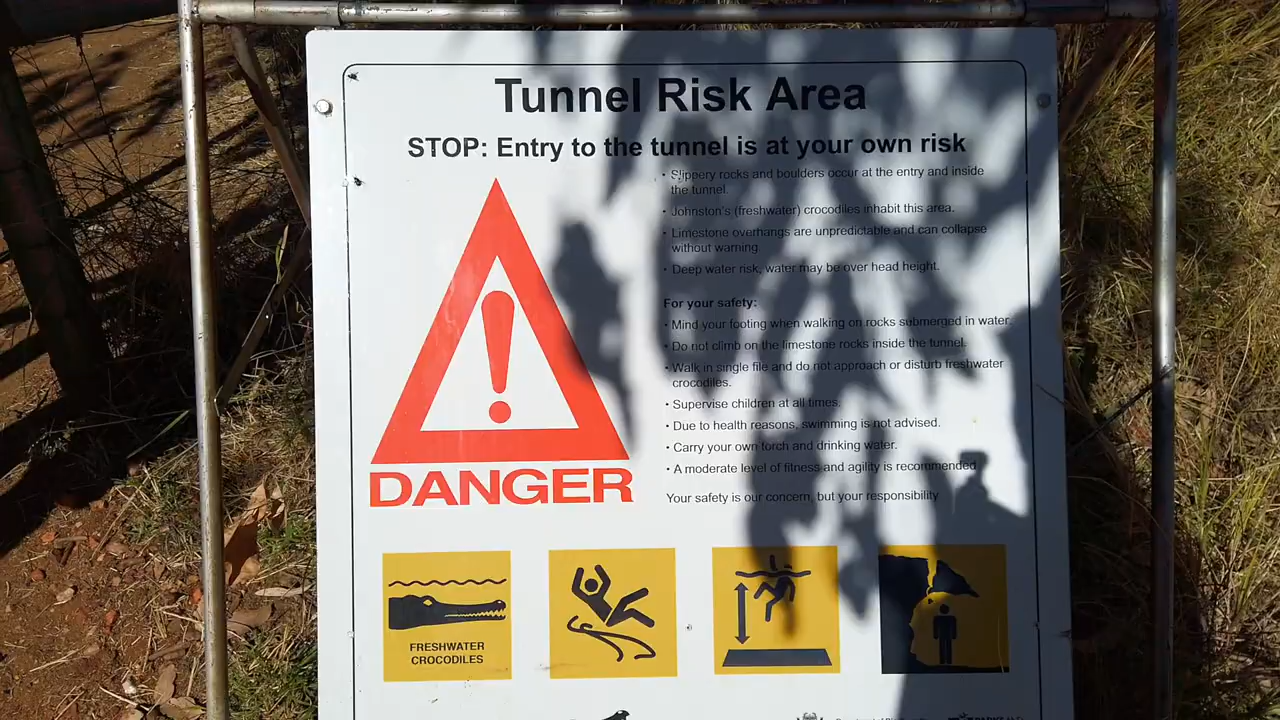 Tunnel Risk Area
STOP: Entry to the tunnel is at your own risk
• Slippery rocks and boulders occur at the entry and inside
the tunnel.
• Johnston's (freshwater) crocodiles inhabit this area.
• Limestone overhangs are unpredictable and can collapse
without warning.
• Deep water risk, water may be over head height.
For your safety:
• Mind your footing when walking on rocks submerged in water.
• Do not climb on the limestone rocks inside the tunnel.
• Walk in single file and do not approach or disturb freshwater
crocodiles.
• Supervise children at all times.
• Due to health reasons, swimming is not advised.
• Carry your own torch and drinking water.
• A moderate level of fitness and agility is recommended
Your safety is our concern, but your responsibility
DANGER
FRESHWATER
CROCODILES